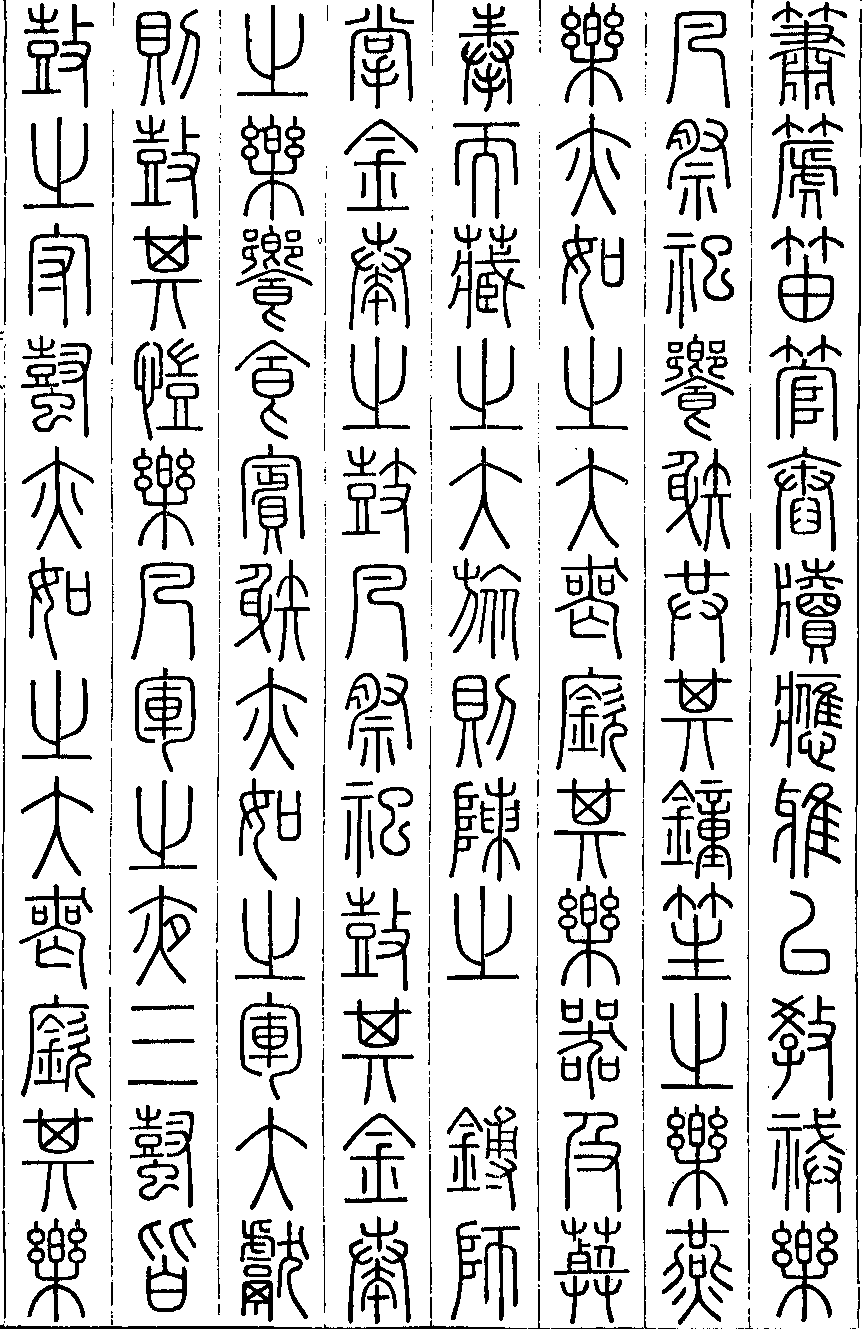 簫篪笛管舂牘應雅以教祴樂
凡祭祀饗射共其鐘笙之樂燕
樂亦如之大喪廞其樂器及葬
奉而藏之大旅則陳之　鎛師
掌金奏之鼓凡祭祀鼓其金奏
之樂饗食賓射亦如之軍大獻
則鼓其愷樂凡軍之夜三鼜皆
鼓之守鼜亦如之大喪廞其樂